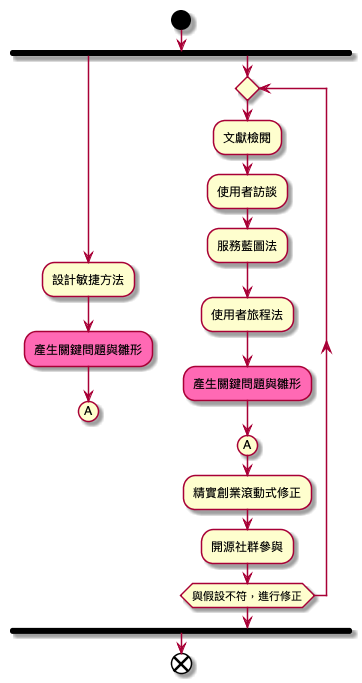 文獻檢閱
使用者訪談
服務藍圖法
設計敏捷方法
使用者旅程法
產生關鍵問題與雛形
產生關鍵問題與雛形
A
A
精實創業滾動式修正
開源社群參與
與假設不符，進行修正